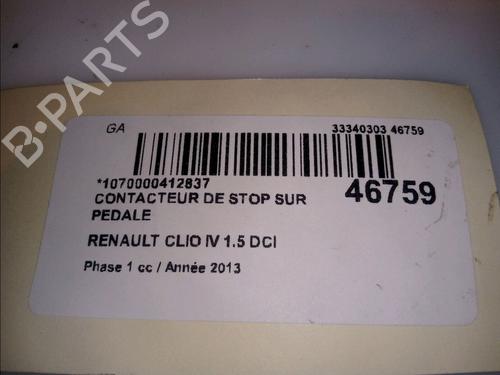 B-PARTS
GA
33340303 46759
*1070000412837
46759
CONTACTEUR DE STOP SUR
PEDALE
RENAULT CLIO IV 1.5 DCI
Phase 1 cc / Année 2013